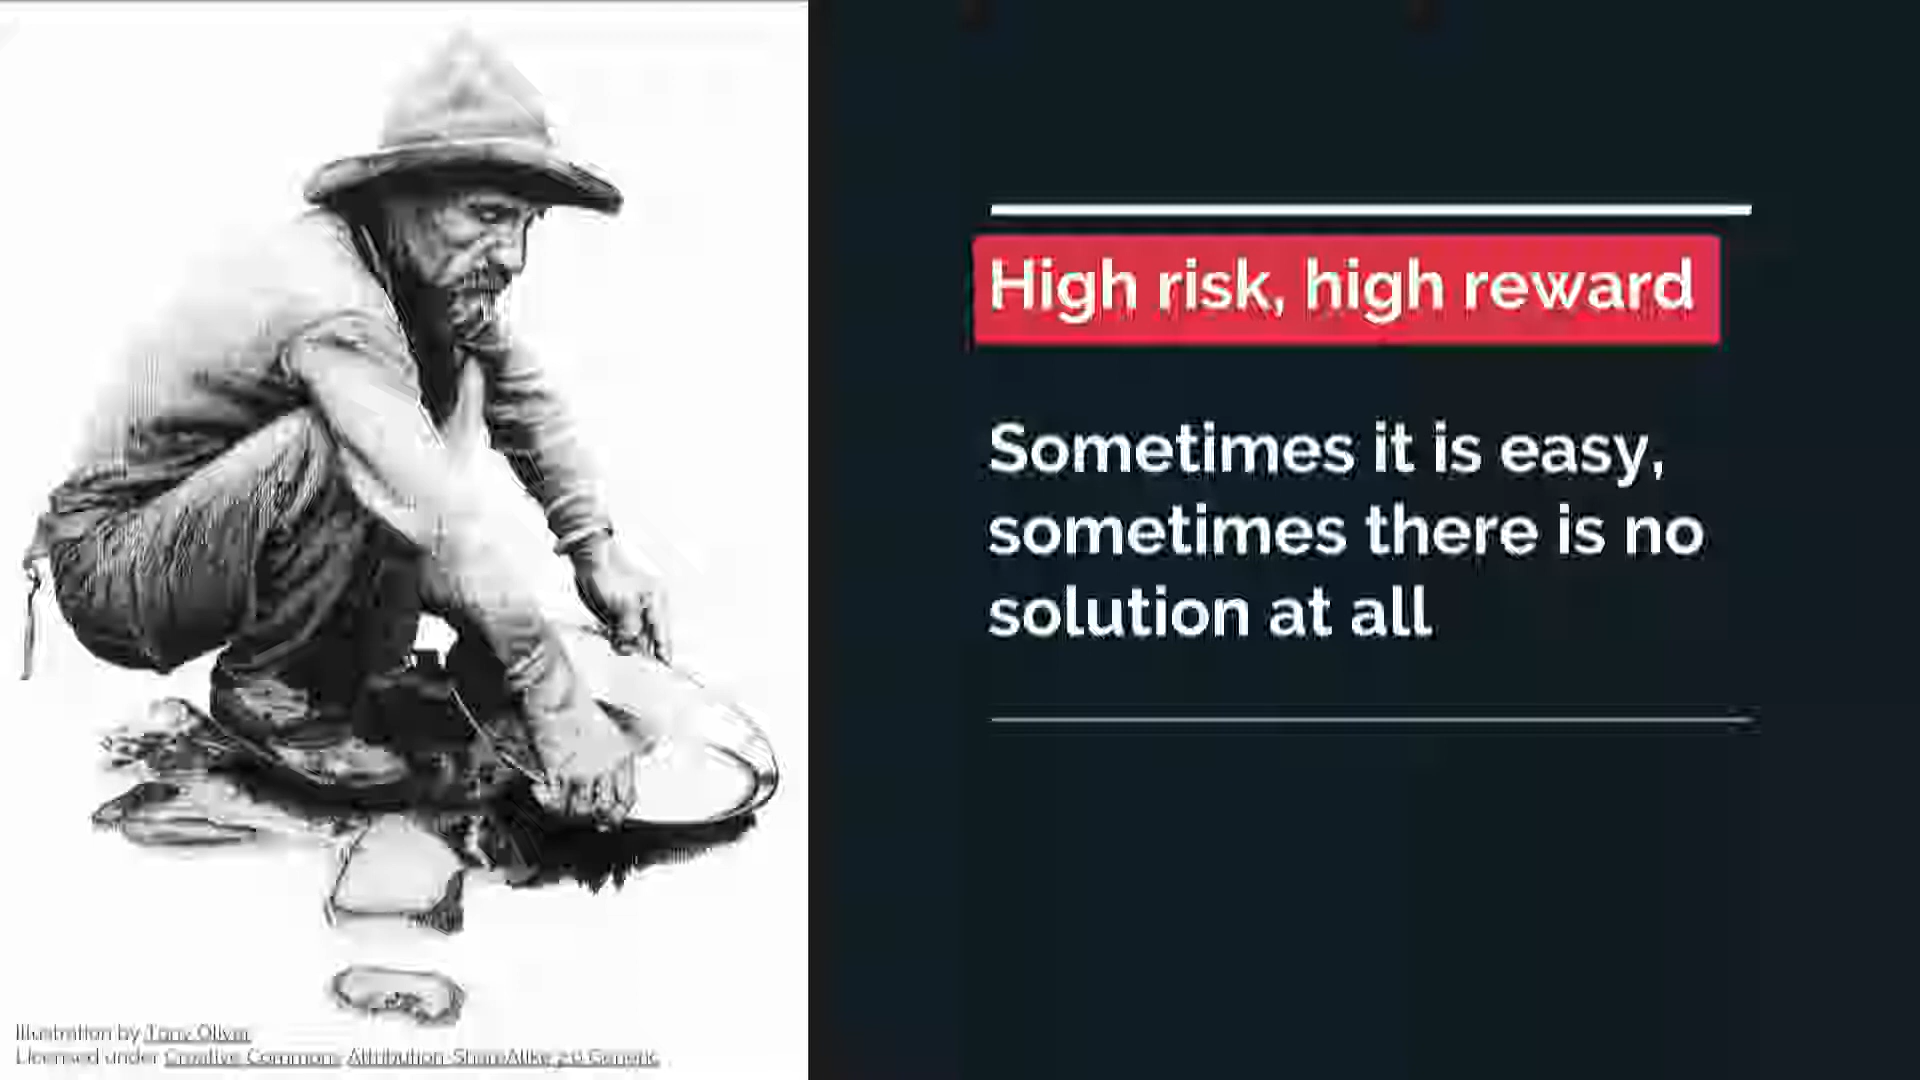 High risk, high reward
Sometimes it is easy,
sometimes there is no
solution at all
Illustration by Tony Oliver
Licensed under Creative Commons Attribution-ShareAlike 2.0 Generic